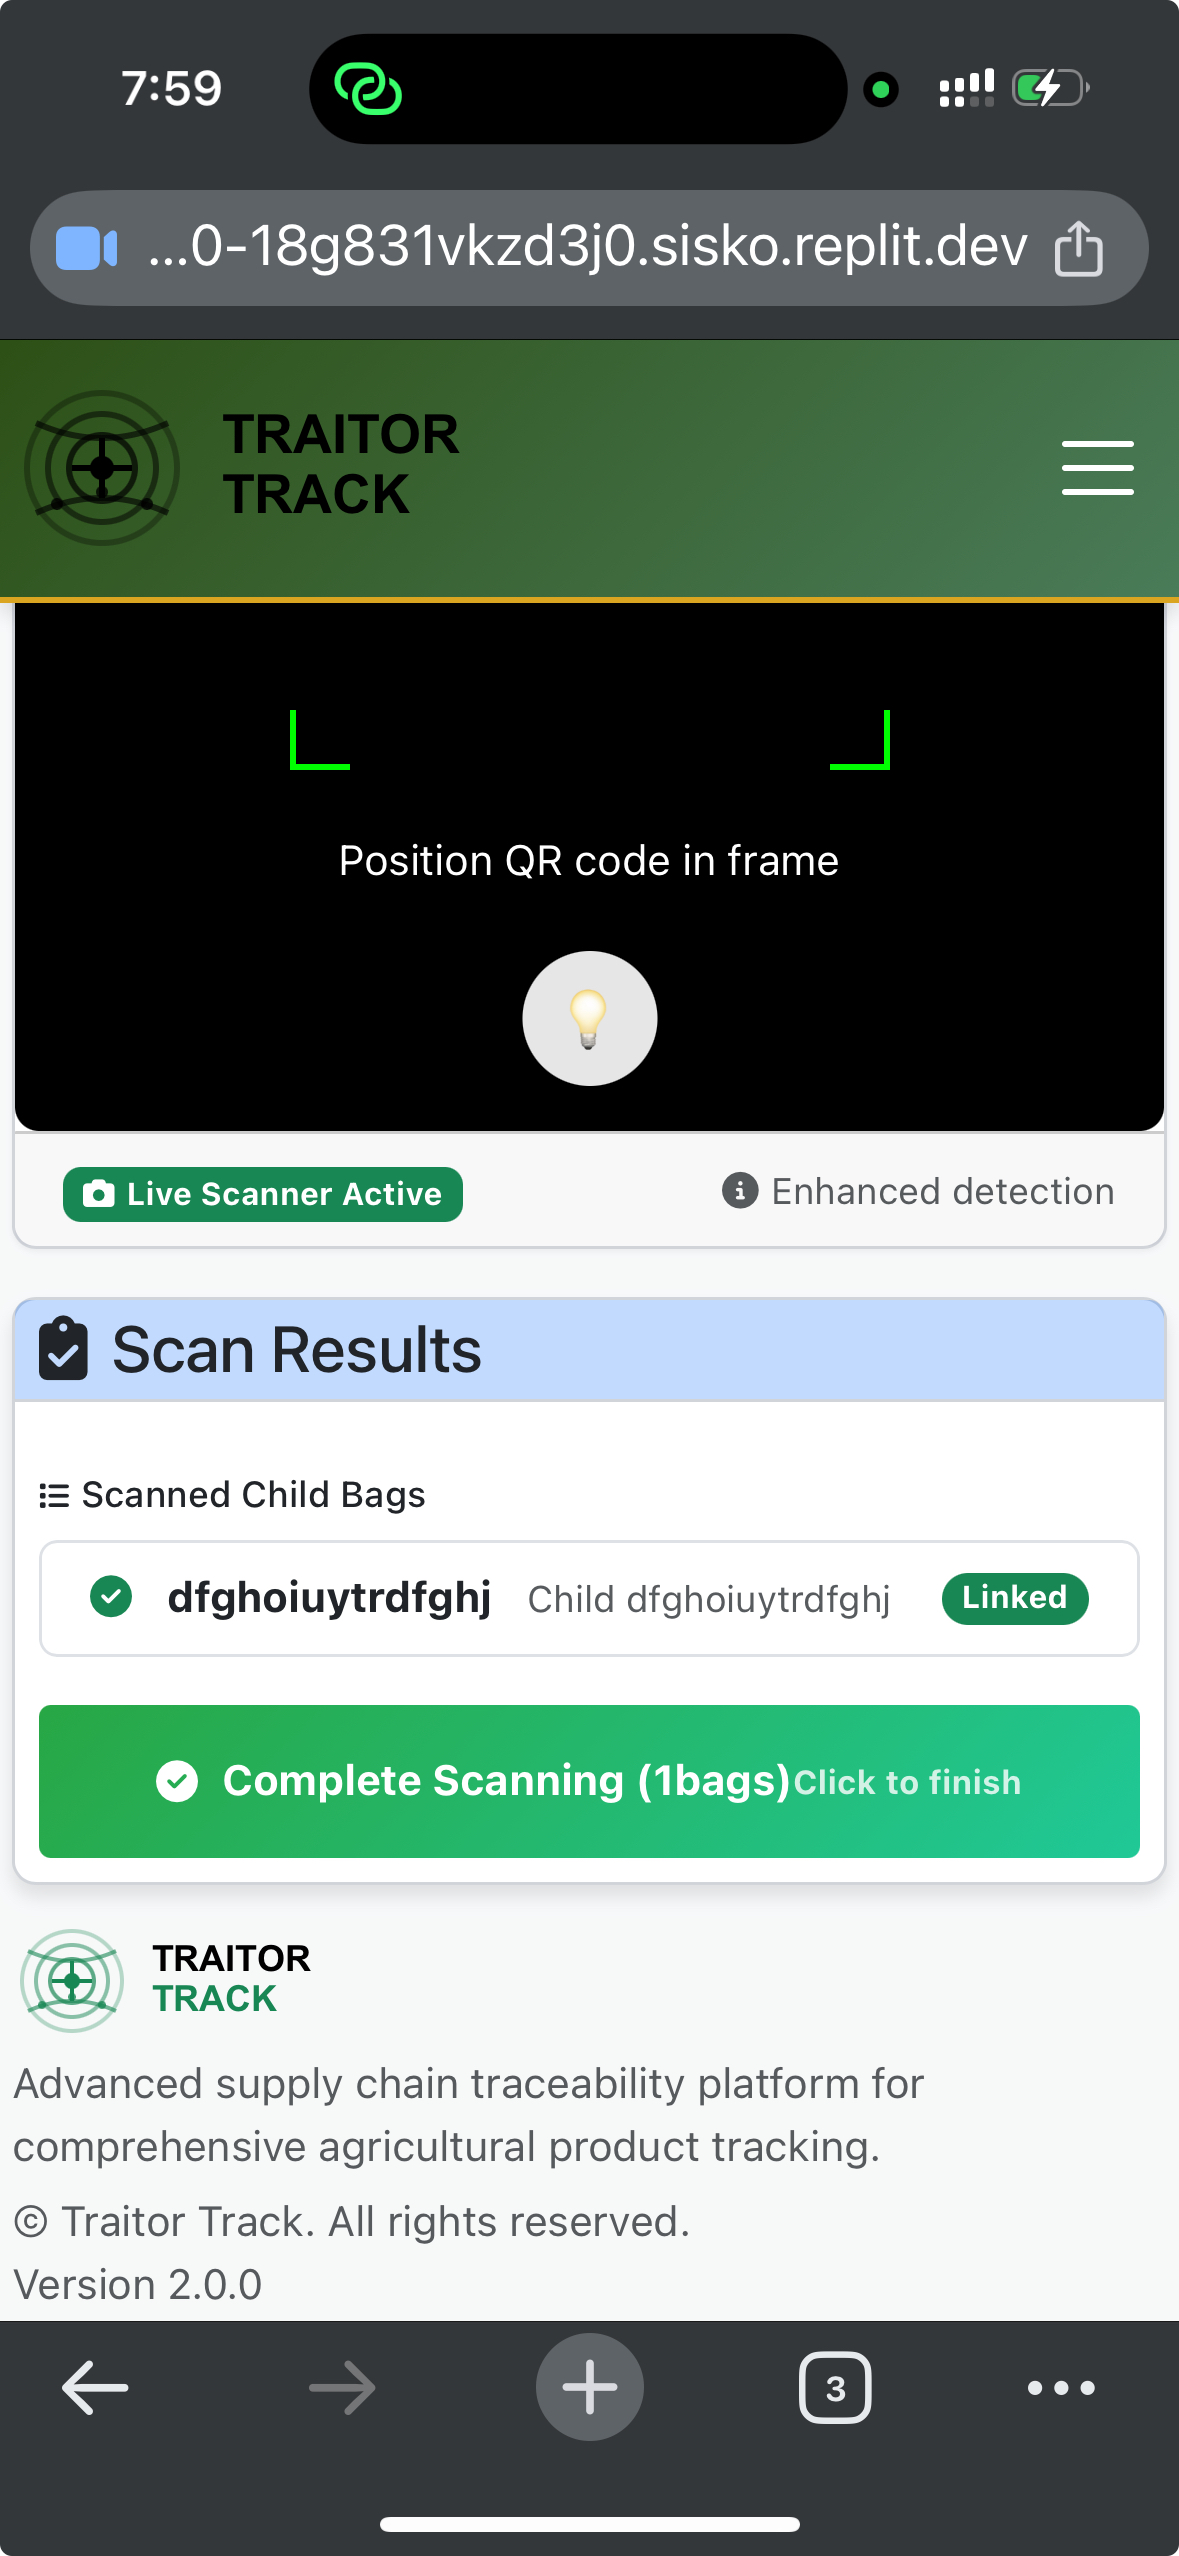 7:59
...0-18g831vkzd3j0.sisko.replit.dev
TRAITOR
TRACK
Position QR code in frame
Live Scanner Active
Enhanced detection
Scan Results
Scanned Child Bags
dfghoiuytrdfghj Child dfghoiuytrdfghj Linked
Complete Scanning (1bags)Click to finish
TRAITOR
TRACK
Advanced supply chain traceability platform for
comprehensive agricultural product tracking.
© Traitor Track. All rights reserved.
Version 2.0.0
3